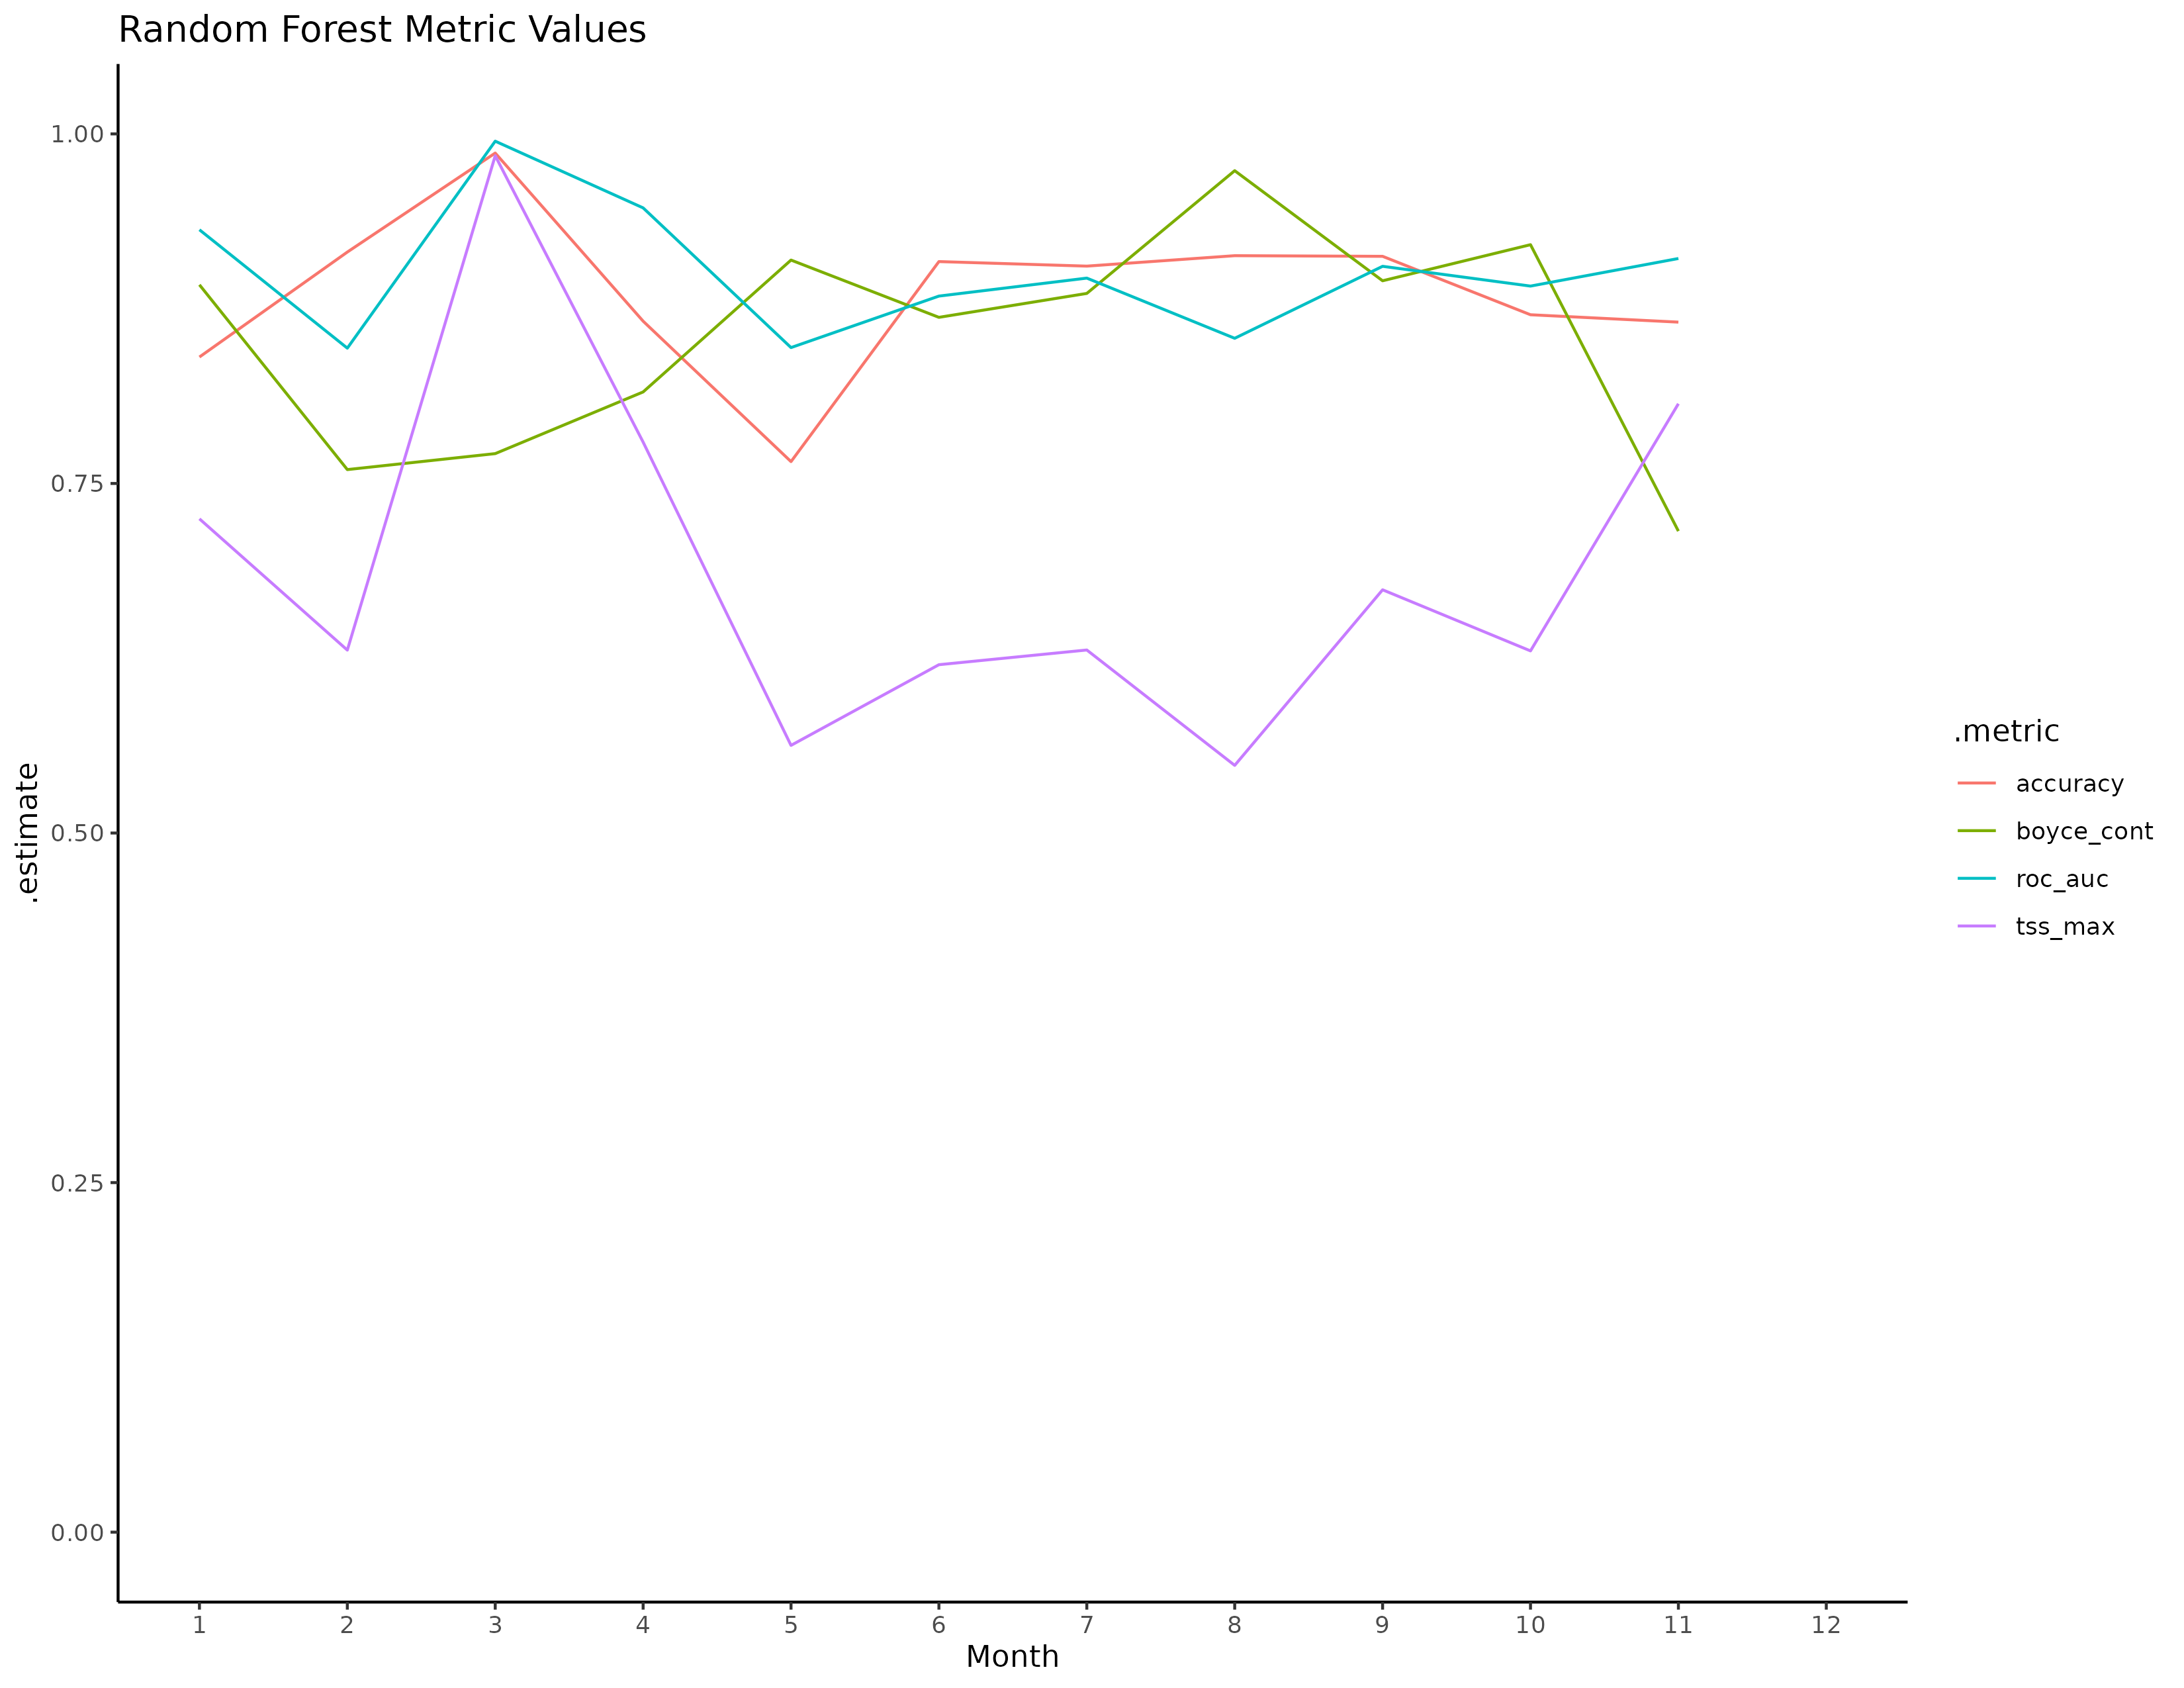 Random Forest Metric Values
1.00
0.75
0.50
0.25
0.00
.estimate
1 2 3 4 5 6 7 8 9 10 11 12
Month
.metric
accuracy
boyce_cont
roc_auc
tss_max